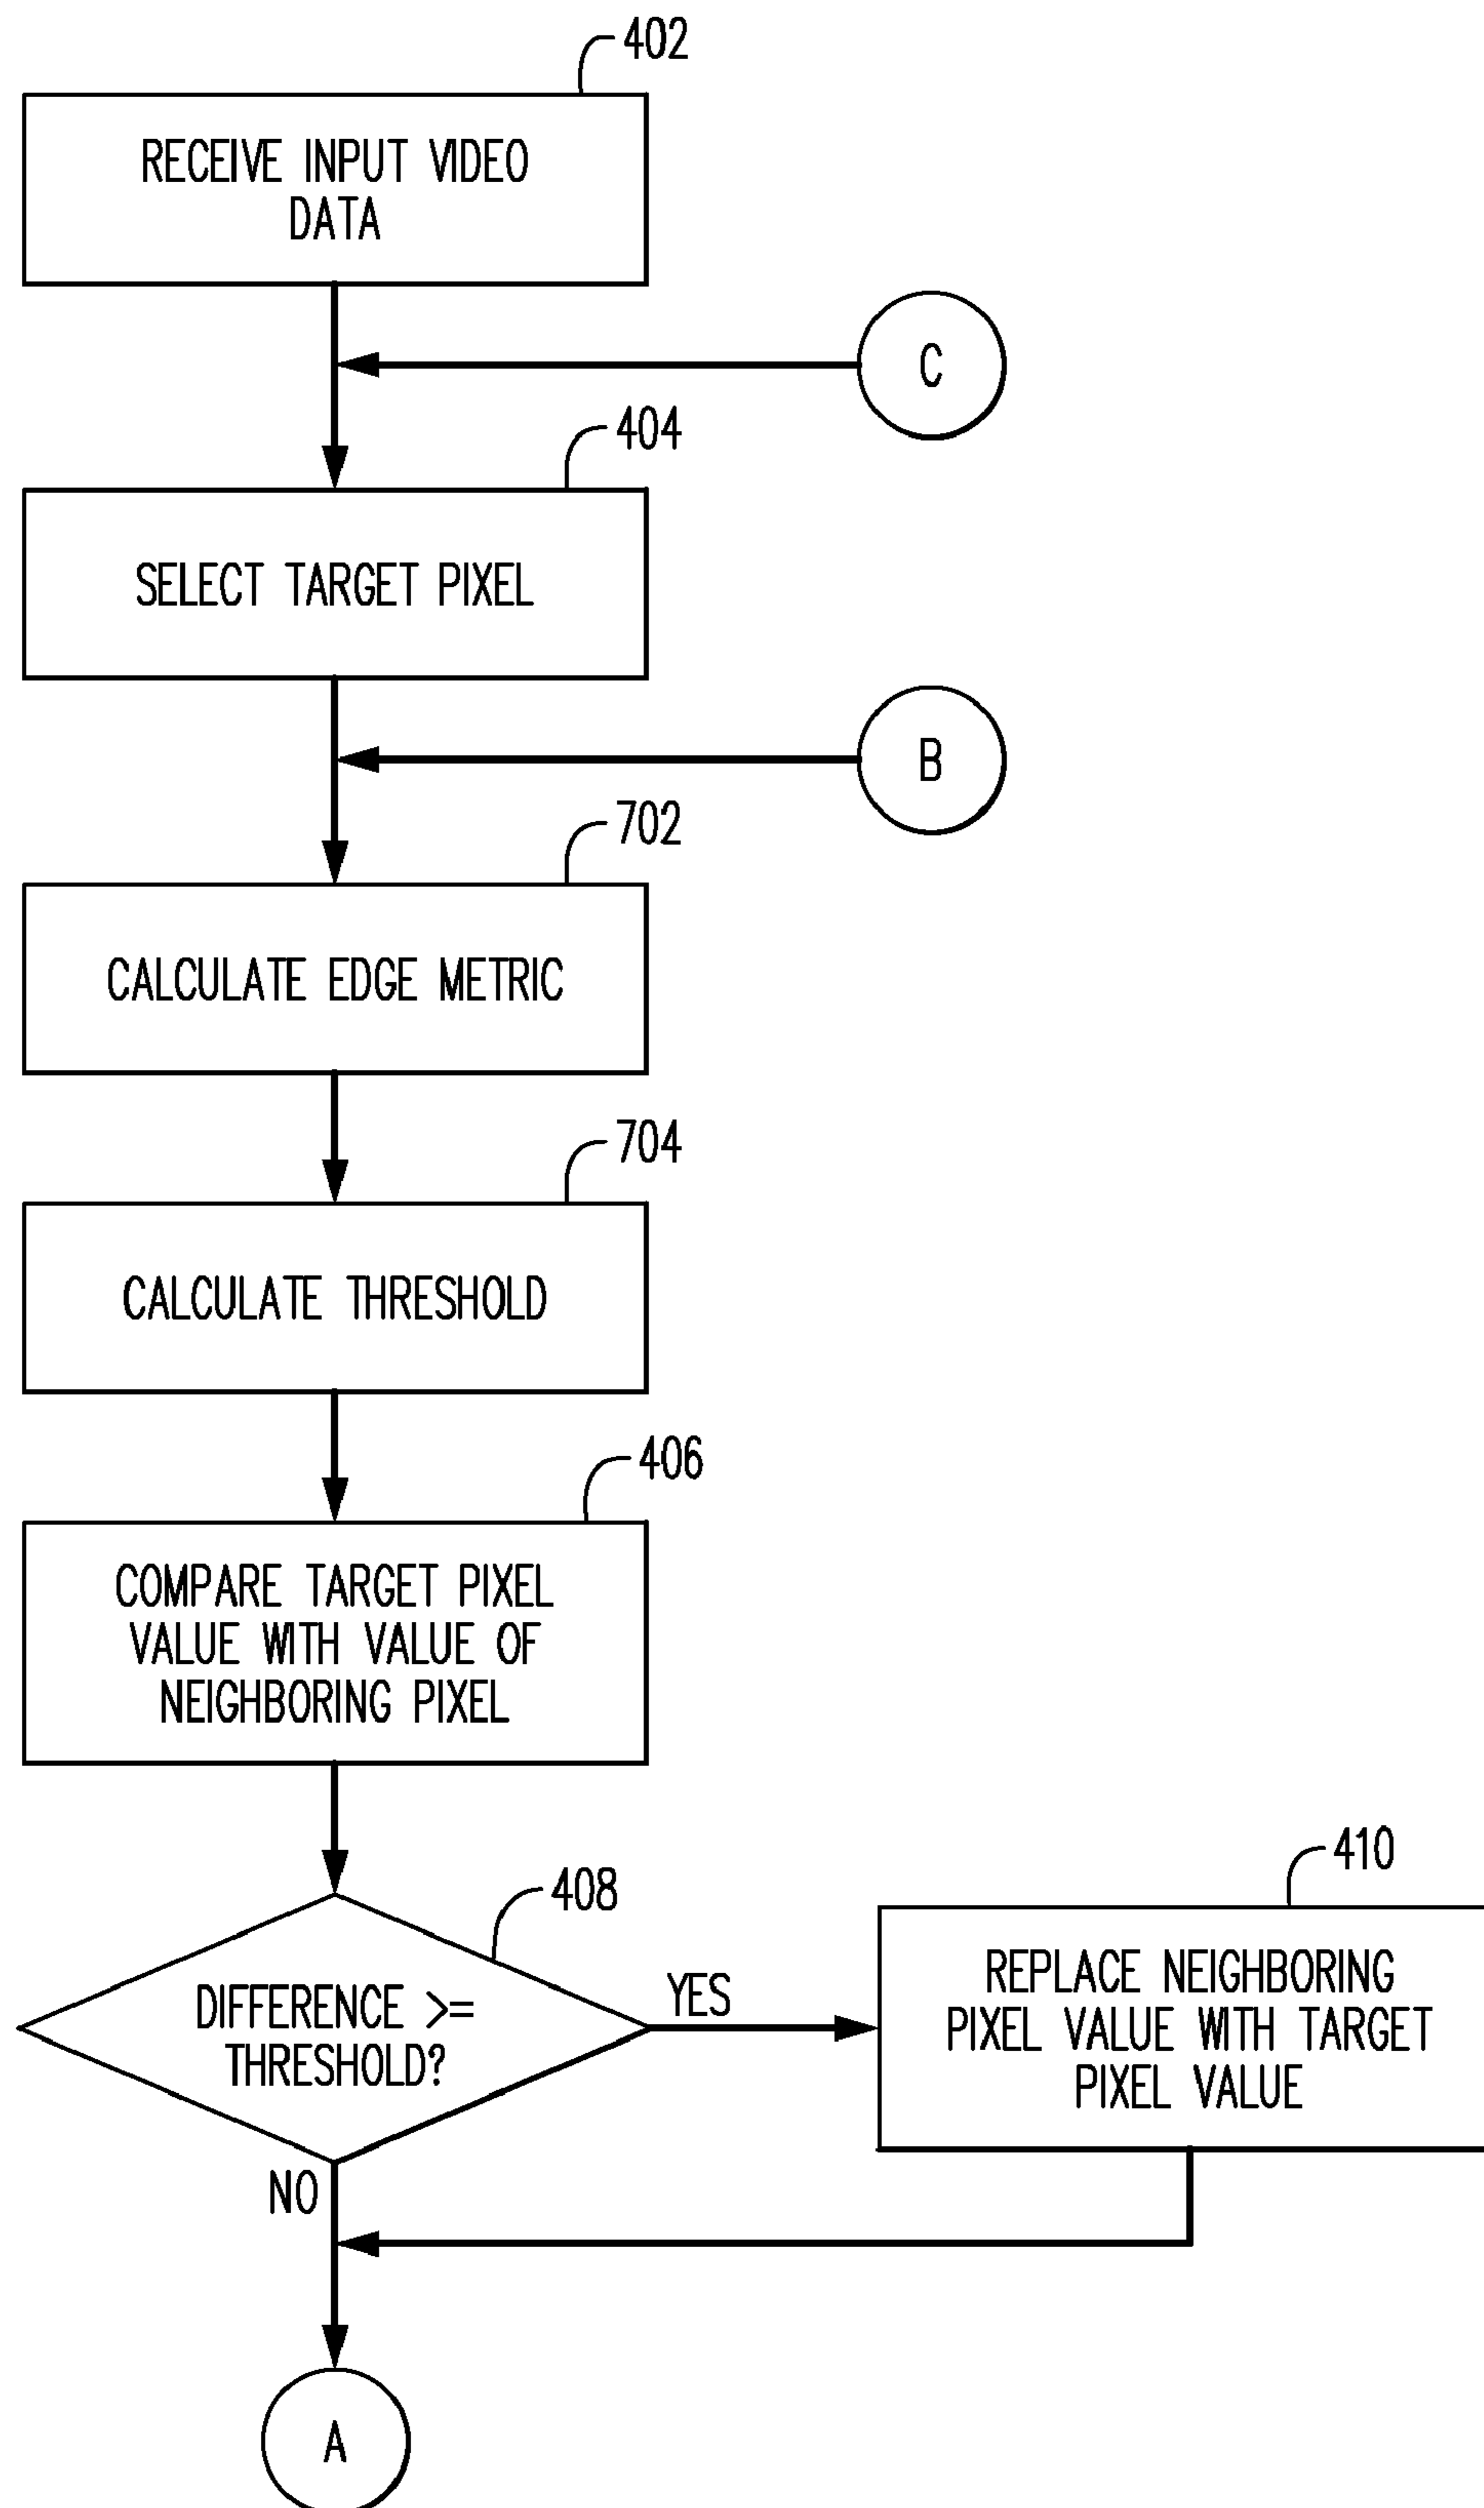 402
RECEIVE INPUT VIDEO
DATA
C
404
SELECT TARGET PIXEL
B
702
CALCULATE EDGE METRIC
704
CALCULATE THRESHOLD
406
COMPARE TARGET PIXEL
VALUE WITH VALUE OF
NEIGHBORING PIXEL
408
DIFFERENCE >=
THRESHOLD?
YES
410
REPLACE NEIGHBORING
PIXEL VALUE WITH TARGET
PIXEL VALUE
NO
A